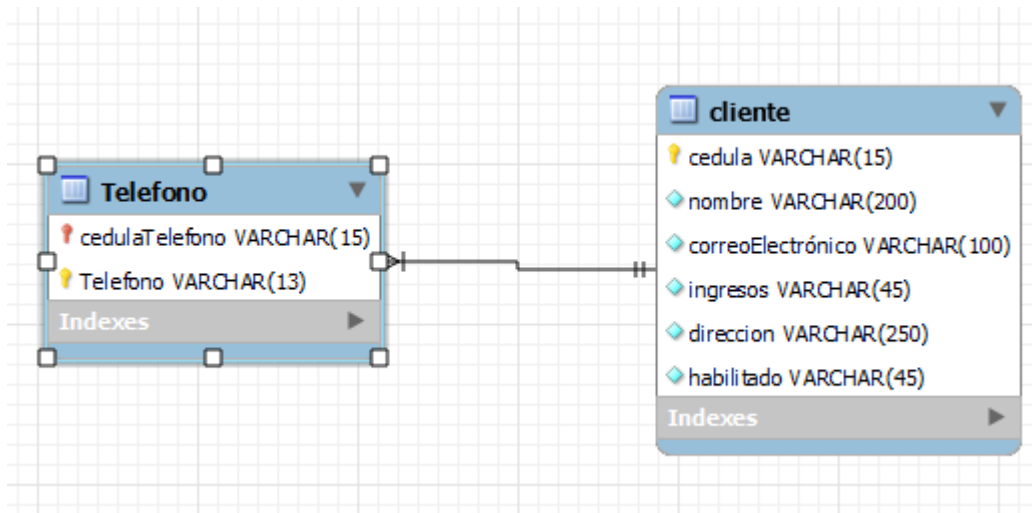 Telefono
cedulaTelefono VARCHAR(15)
Telefono VARCHAR(13)
Indexes
cliente
cedula VARCHAR(15)
nombre VARCHAR(200)
correoElectrónico VARCHAR(100)
ingresos VARCHAR(45)
direccion VARCHAR(250)
habilitado VARCHAR(45)
Indexes